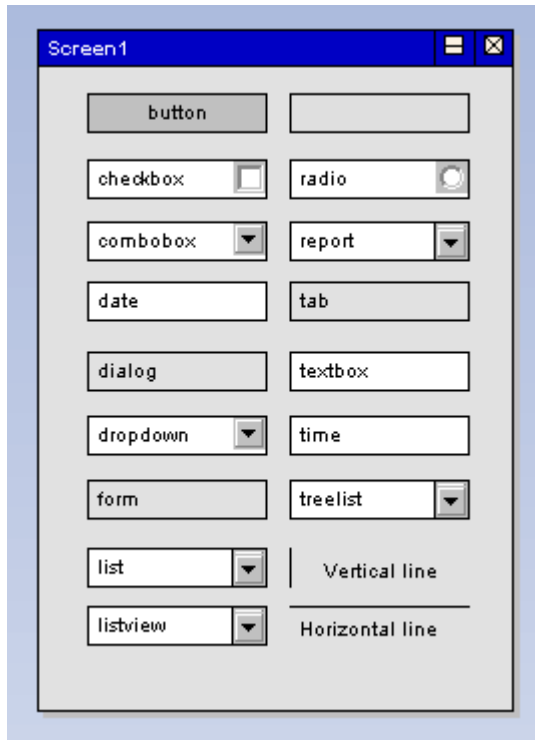 Screen1
button
checkbox
radio
combobox
report
date
tab
dialog
textbox
dropdown
time
form
treelist
list
Vertical line
listview
Horizontal line